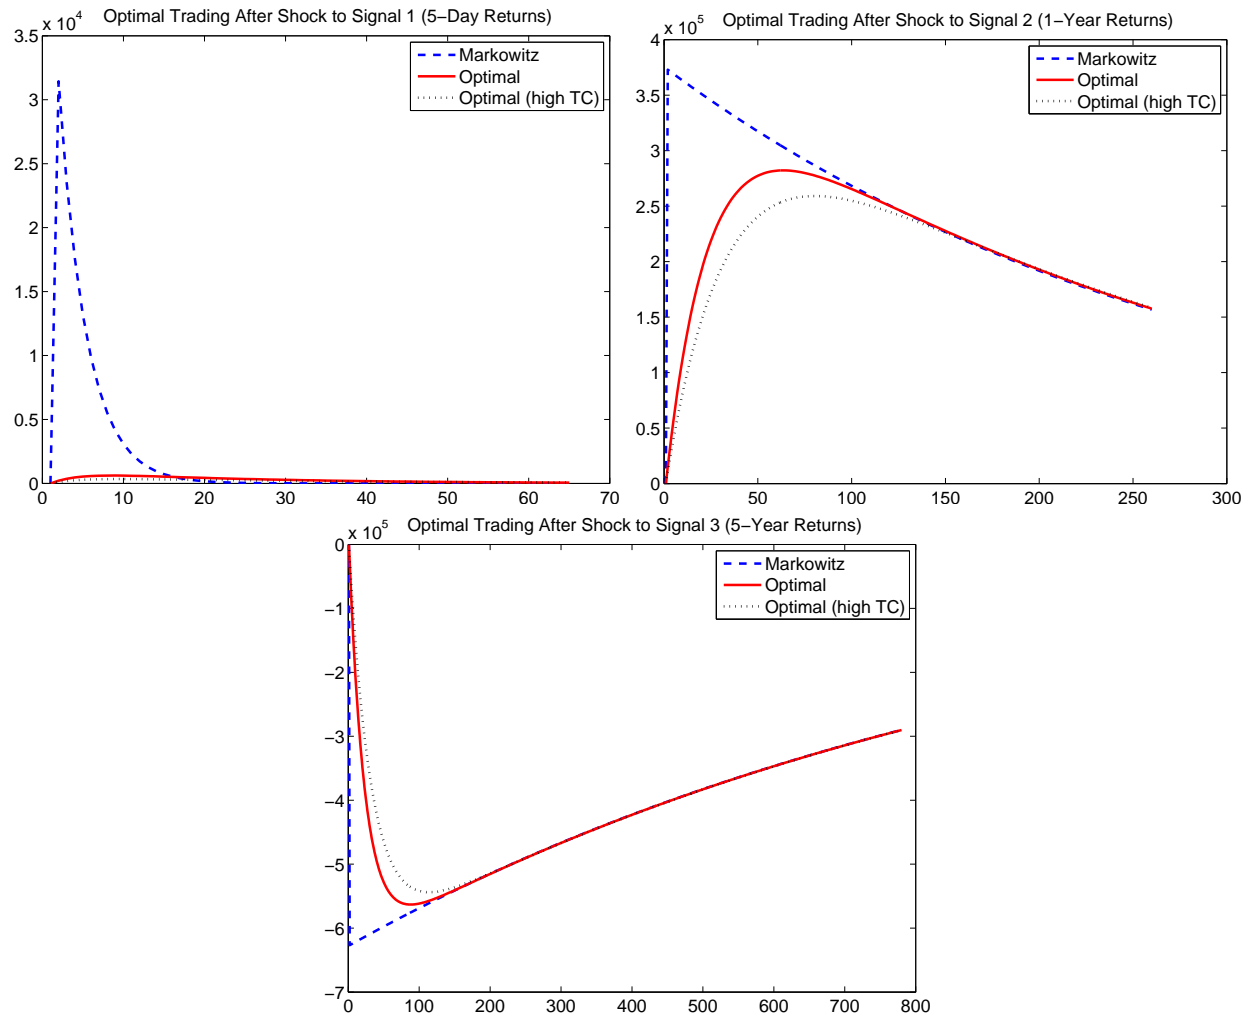 Optimal Trading After Shock to Signal 1 (5−Day Returns)
x 10^4
3.5
3
2.5
2
1.5
1
0.5
0
0 10 20 30 40 50 60 70
Markowitz
Optimal
Optimal (high TC)
Optimal Trading After Shock to Signal 2 (1−Year Returns)
x 10^5
4
3.5
3
2.5
2
1.5
1
0.5
0
0 50 100 150 200 250 300
Markowitz
Optimal
Optimal (high TC)
Optimal Trading After Shock to Signal 3 (5−Year Returns)
x 10^5
0
−1
−2
−3
−4
−5
−6
−7
0 100 200 300 400 500 600 700 800
Markowitz
Optimal
Optimal (high TC)